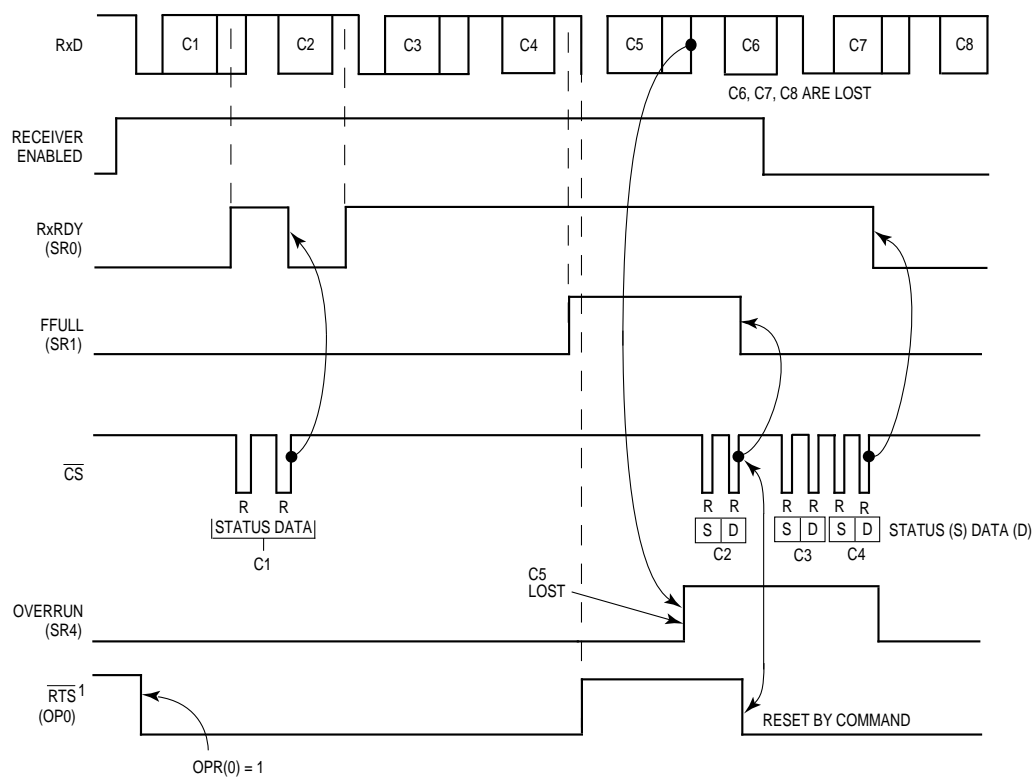 RxD
C1
C2
C3
C4
C5
C6
C7
C8
C6, C7, C8 ARE LOST
RECEIVER
ENABLED
RxRDY
(SR0)
FFULL
(SR1)
CS
R R R R R R R R
STATUS DATA
S D S D S D STATUS (S) DATA (D)
C1
C2 C3 C4
C5
LOST
OVERRUN
(SR4)
RTS1
(OP0)
RESET BY COMMAND
OPR(0) = 1